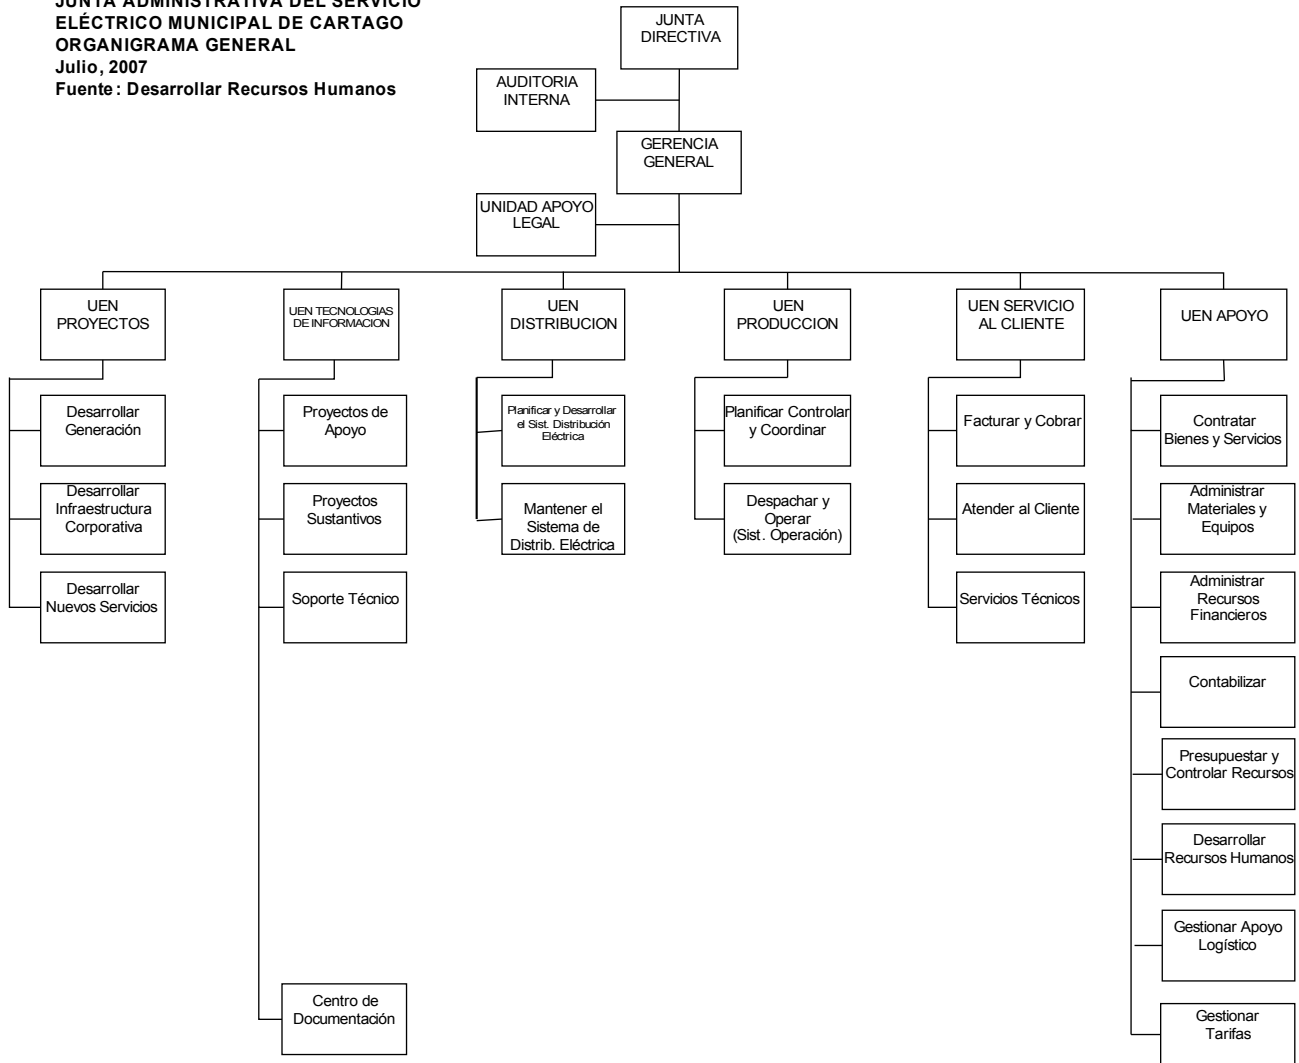 JUNTA ADMINISTRATIVA DEL SERVICIO
ELÉCTRICO MUNICIPAL DE CARTAGO
ORGANIGRAMA GENERAL
Julio, 2007
Fuente: Desarrollar Recursos Humanos
JUNTA
DIRECTIVA
AUDITORIA
INTERNA
GERENCIA
GENERAL
UNIDAD APOYO
LEGAL
UEN
PROYECTOS
UEN TECNOLOGIAS
DE INFORMACION
UEN
DISTRIBUCION
UEN
PRODUCCION
UEN SERVICIO
AL CLIENTE
UEN APOYO
Desarrollar
Generación
Desarrollar
Infraestructura
Corporativa
Desarrollar
Nuevos Servicios
Proyectos de
Apoyo
Proyectos
Sustantivos
Soporte Técnico
Centro de
Documentación
Planificar y Desarrollar
el Sist. Distribución
Eléctrica
Mantener el
Sistema de
Distrib. Eléctrica
Planificar Controlar
y Coordinar
Despachar y
Operar
(Sist. Operación)
Facturar y Cobrar
Atender al Cliente
Servicios Técnicos
Contratar
Bienes y Servicios
Administrar
Materiales y
Equipos
Administrar
Recursos
Financieros
Contabilizar
Presupuestar y
Controlar Recursos
Desarrollar
Recursos Humanos
Gestionar Apoyo
Logístico
Gestionar
Tarifas